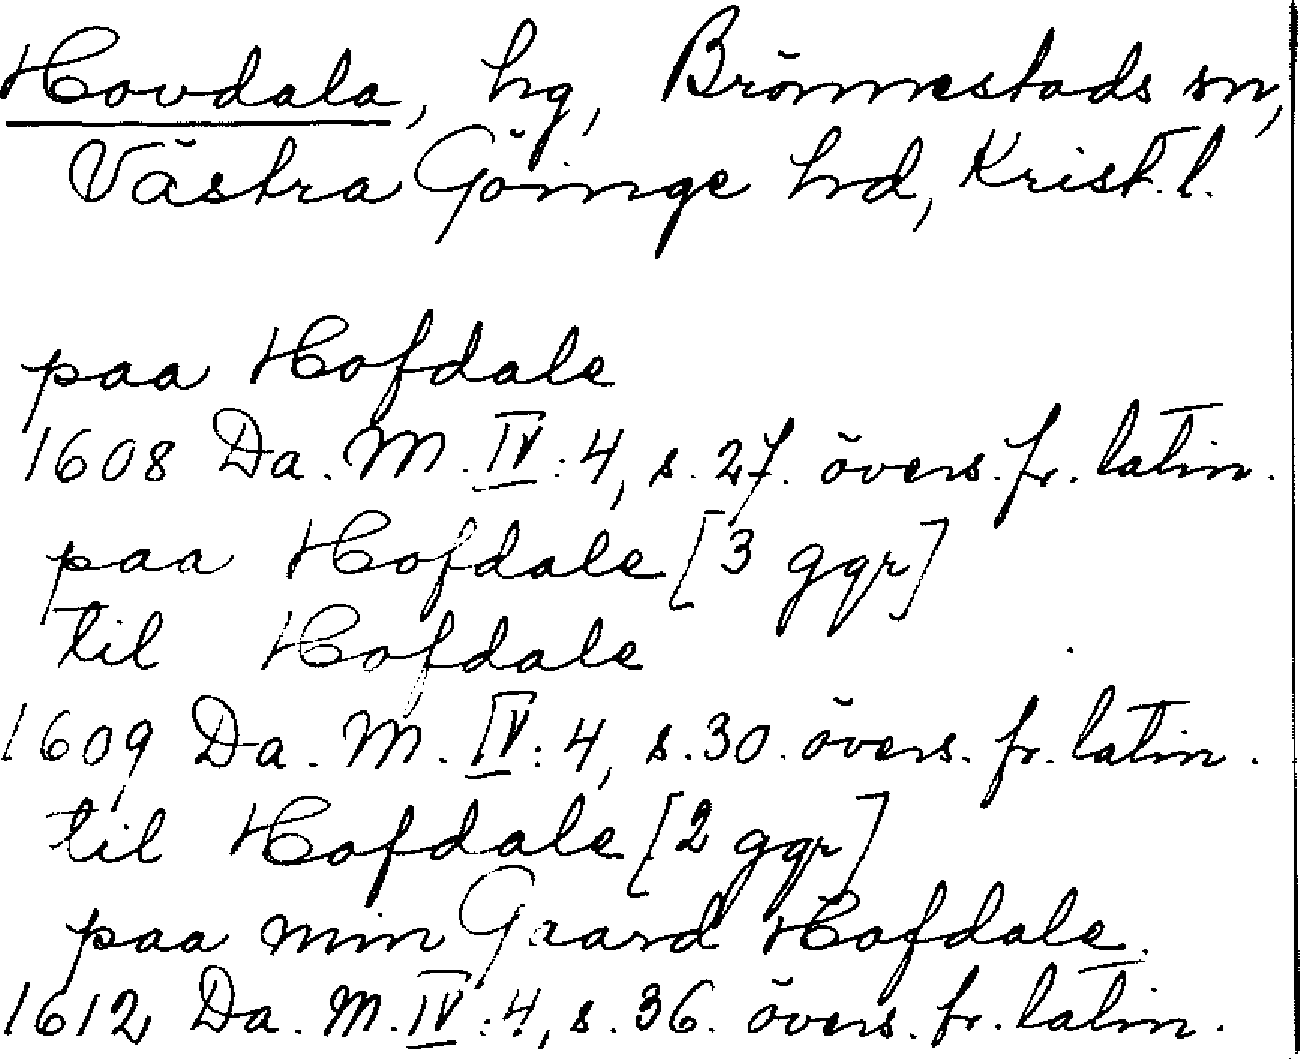 Hovdala, hg, Brönnestads sn,
Västra Göinge hd, Krist. l.
paa Hofdale
1608 Da. M. IV: 4, s. 27. övers. fr. latin.
paa Hofdale [3 ggr]
til Hofdale
1609 Da. M. IV: 4, s. 30. övers. fr. latin.
til Hofdale [2 ggr]
paa min Gaard Hofdale.
1612 Da. M. IV: 4, s. 36. övers. fr. latin.